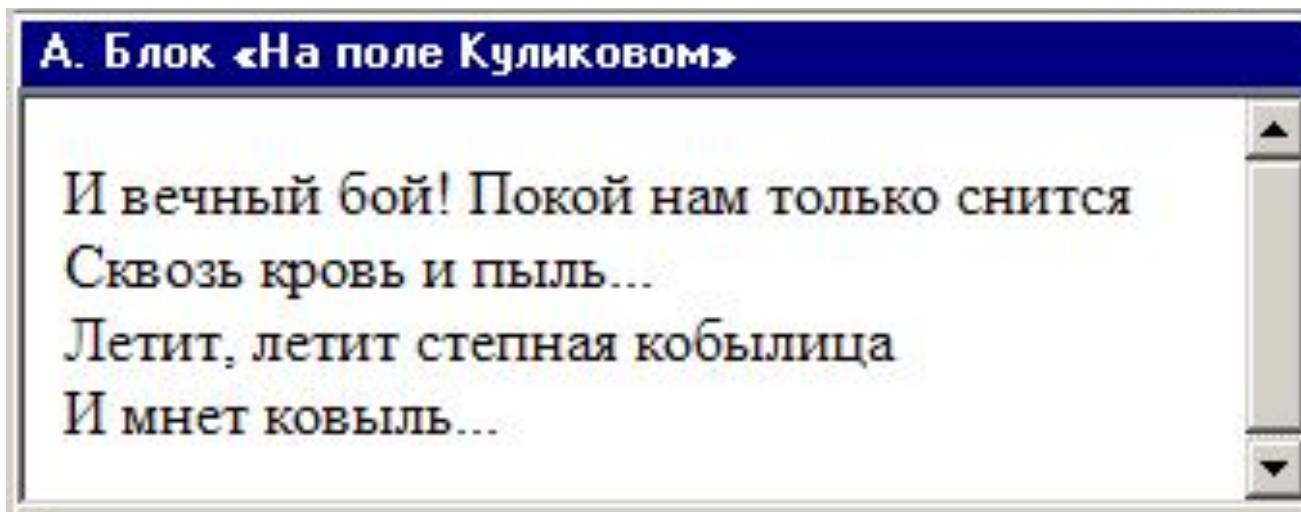 А. Блок «На поле Куликовом»
И вечный бой! Покой нам только снится
Сквозь кровь и пыль...
Летит, летит степная кобылица
И мнет ковыль...